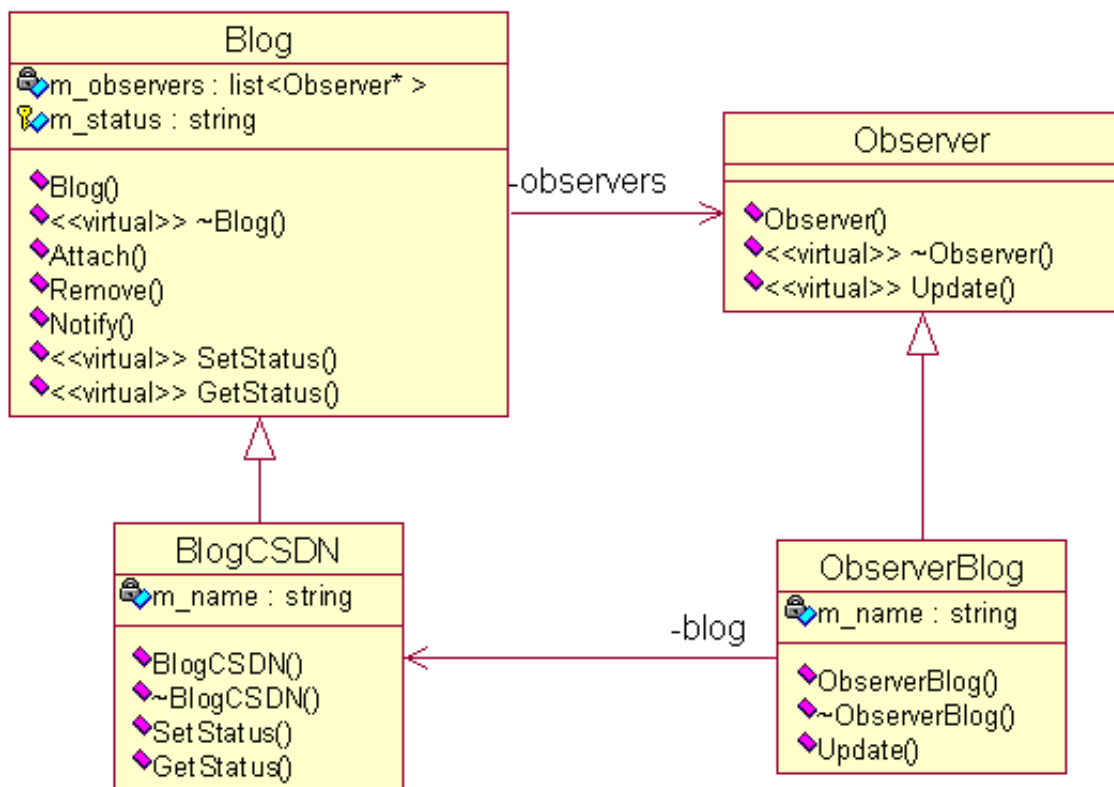 Blog
m_observers : list<Observer* >
m_status : string
Blog()
<<virtual>> ~Blog()
Attach()
Remove()
Notify()
<<virtual>> SetStatus()
<<virtual>> GetStatus()
-observers
Observer
Observer()
<<virtual>> ~Observer()
<<virtual>> Update()
BlogCSDN
m_name : string
BlogCSDN()
~BlogCSDN()
SetStatus()
GetStatus()
-blog
ObserverBlog
m_name : string
ObserverBlog()
~ObserverBlog()
Update()